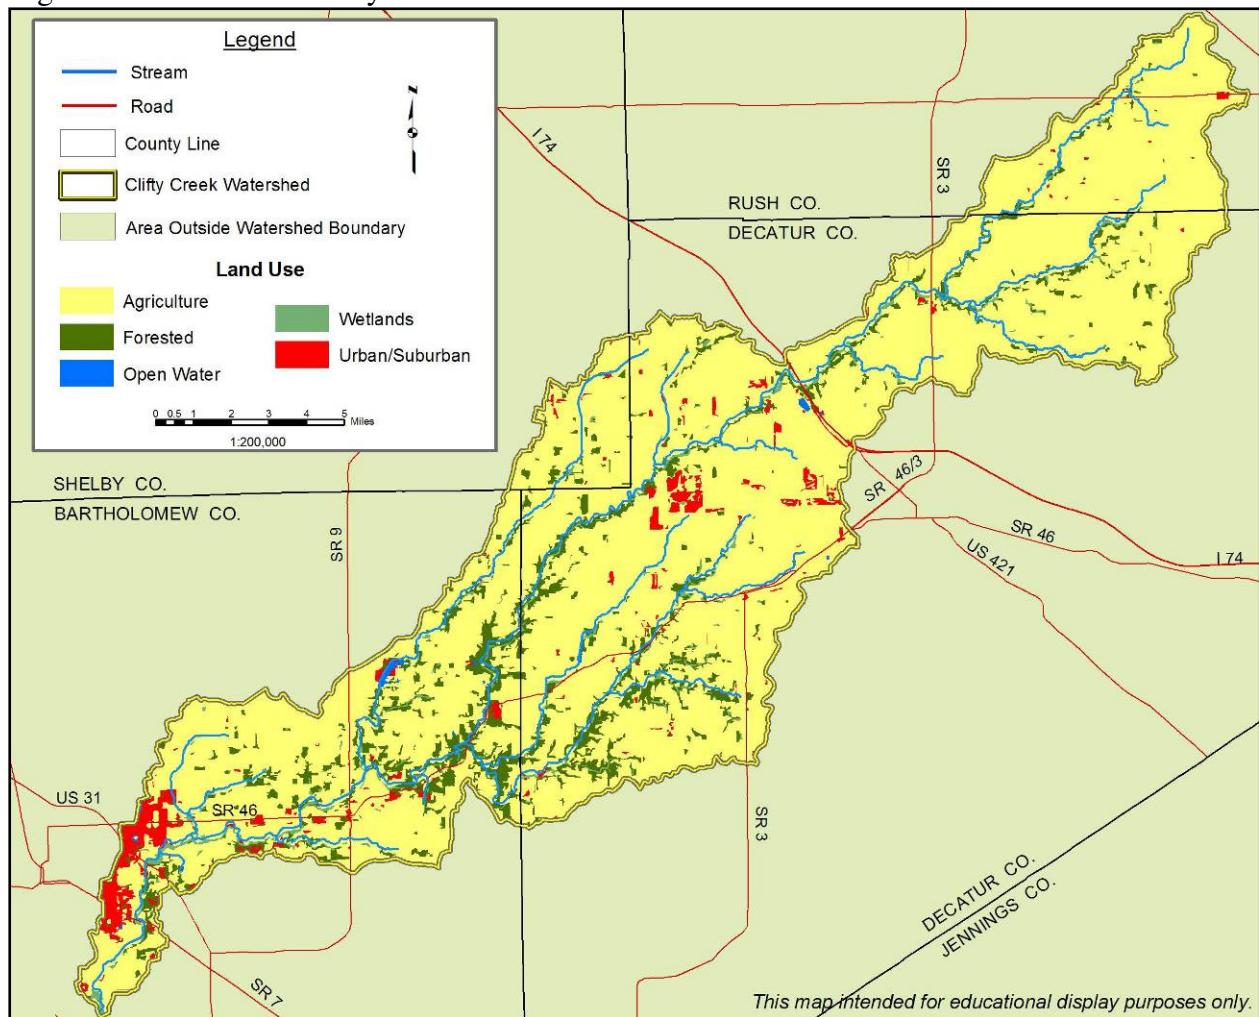 Legend
Stream
Road
County Line
Clifty Creek Watershed
Area Outside Watershed Boundary
Land Use
Agriculture
Forested
Open Water
Wetlands
Urban/Suburban
0 0.5 1 2 3 4 5
Miles
1:200,000
I 74
SR 3
RUSH CO.
DECATUR CO.
SHELBY CO.
BARTHOLOMEW CO.
SR 9
SR 46/3
SR 46
US 421
I 74
US 31
SR 46
SR 3
SR 7
DECATUR CO.
JENNINGS CO.
This map intended for educational display purposes only.